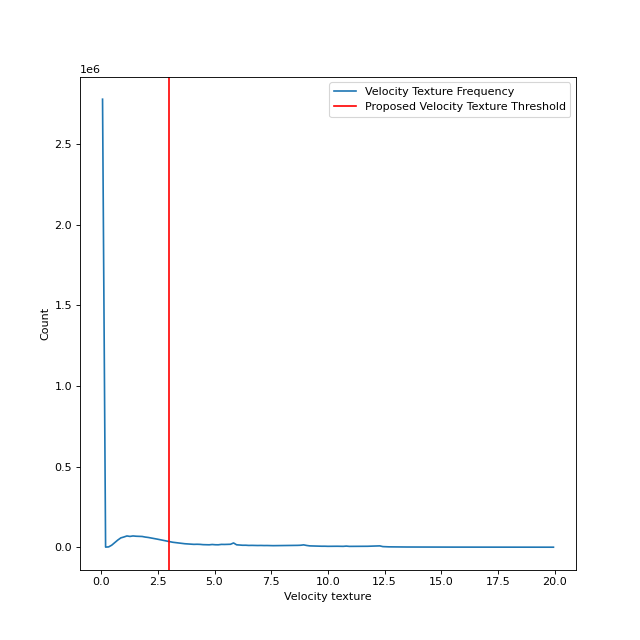 1e6
Velocity Texture Frequency
Proposed Velocity Texture Threshold
2.5
2.0
1.5
1.0
0.5
0.0
Count
0.0 2.5 5.0 7.5 10.0 12.5 15.0 17.5 20.0
Velocity texture